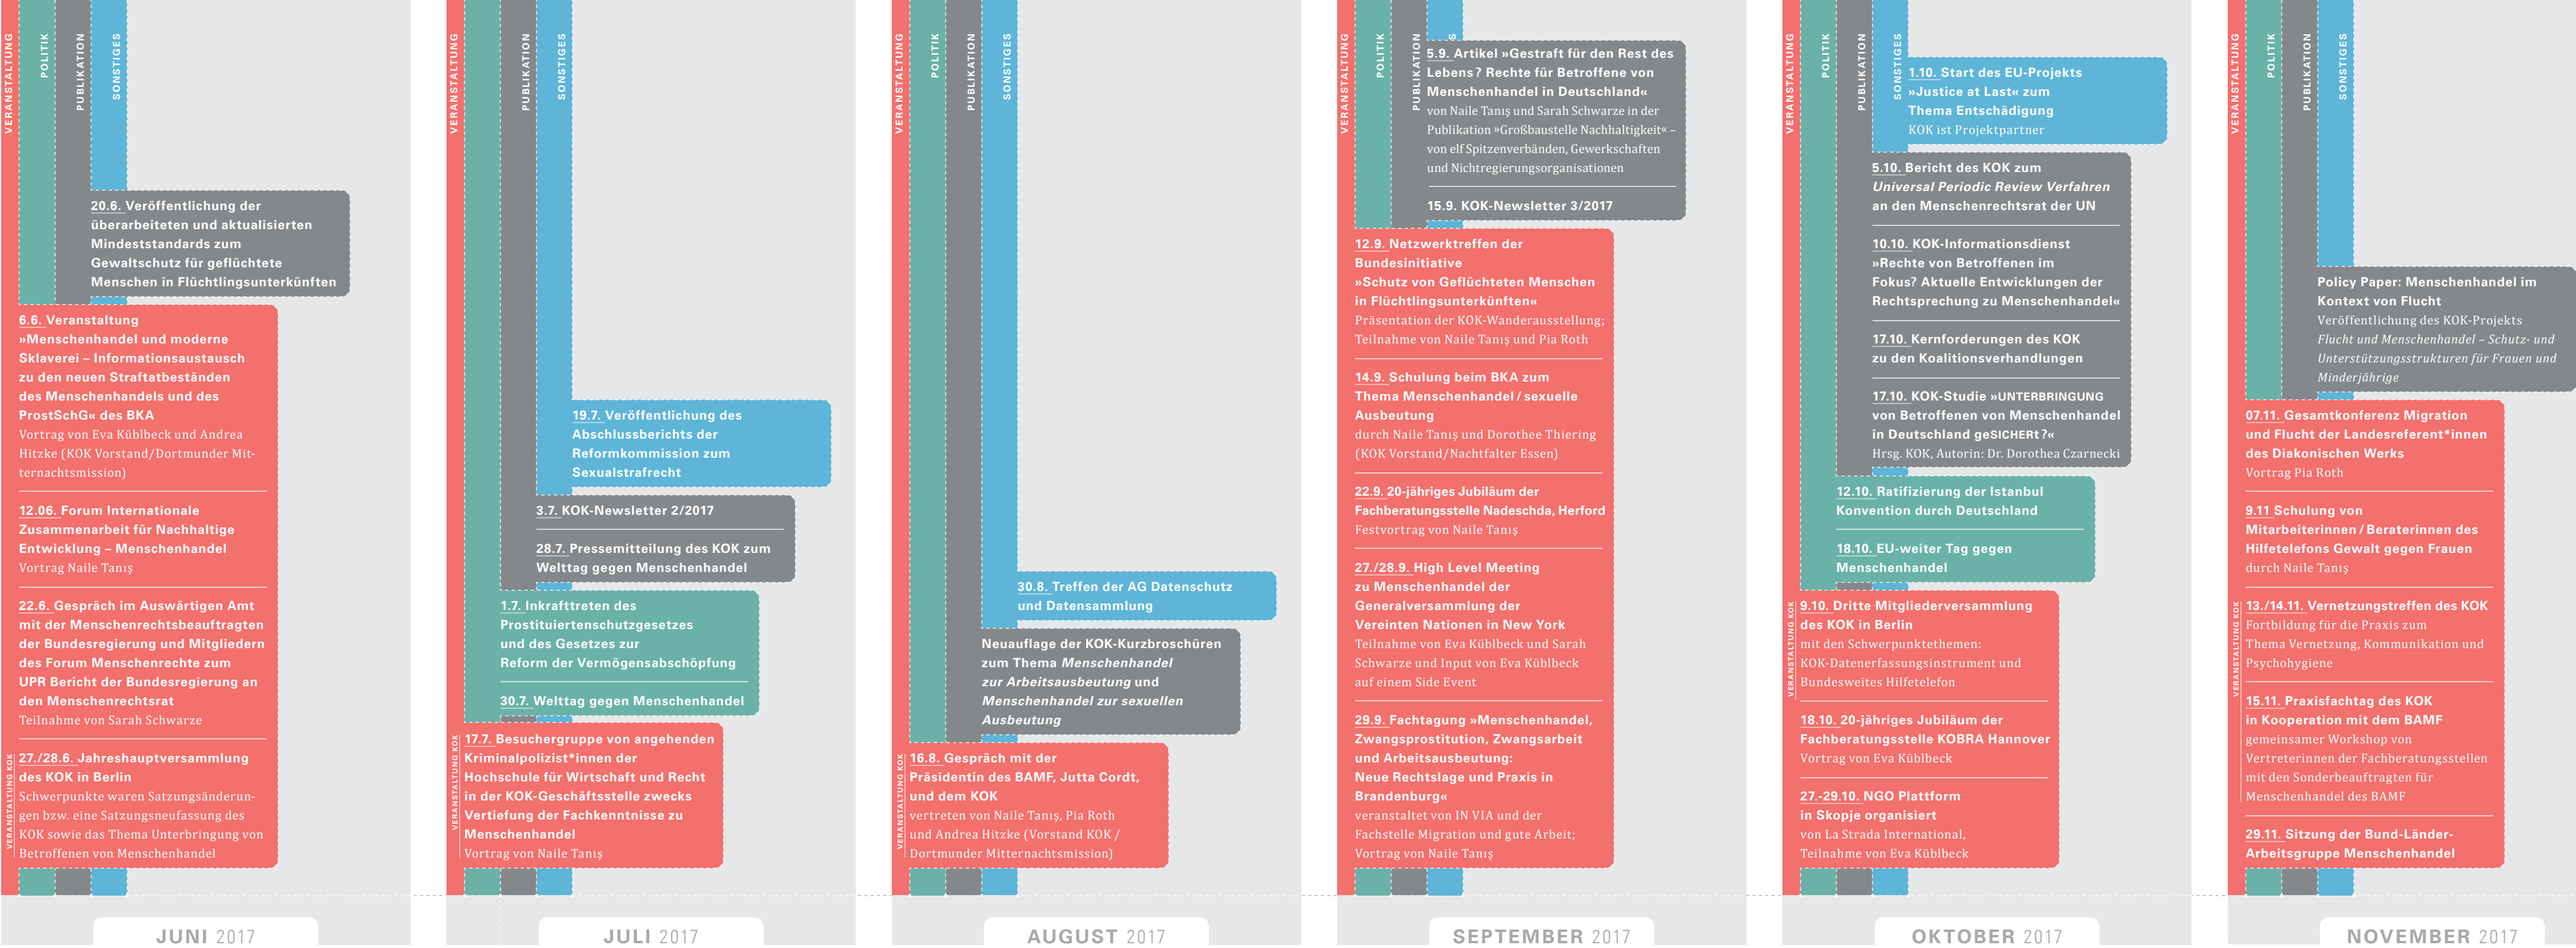 VERANSTALTUNG
POLITIK
PUBLIKATION
SONSTIGES
20.6. Veröffentlichung der
überarbeiteten und aktualisierten
Mindeststandards zum
Gewaltschutz für geflüchtete
Menschen in Flüchtlingsunterkünften
6.6. Veranstaltung
»Menschenhandel und moderne
Sklaverei – Informationsaustausch
zu den neuen Straftatbeständen
des Menschenhandels und des
ProstSchG« des BKA
Vortrag von Eva Küblbeck und Andrea
Hitzke (KOK Vorstand/Dortmunder Mit-
ternachtsmission)
12.06. Forum Internationale
Zusammenarbeit für Nachhaltige
Entwicklung – Menschenhandel
Vortrag Naile Tanış
22.6. Gespräch im Auswärtigen Amt
mit der Menschenrechtsbeauftragten
der Bundesregierung und Mitgliedern
des Forum Menschenrechte zum
UPR Bericht der Bundesregierung an
den Menschenrechtsrat
Teilnahme von Sarah Schwarze
VERANSTALTUNG KOK
27./28.6. Jahreshauptversammlung
des KOK in Berlin
Schwerpunkte waren Satzungsänderun-
gen bzw. eine Satzungsneufassung des
KOK sowie das Thema Unterbringung von
Betroffenen von Menschenhandel
JUNI 2017
VERANSTALTUNG
PUBLIKATION
SONSTIGES
19.7. Veröffentlichung des
Abschlussberichts der
Reformkommission zum
Sexualstrafrecht
3.7. KOK-Newsletter 2/2017
28.7. Pressemitteilung des KOK zum
Welttag gegen Menschenhandel
1.7. Inkrafttreten des
Prostituiertenschutzgesetzes
und des Gesetzes zur
Reform der Vermögensabschöpfung
30.7. Welttag gegen Menschenhandel
VERANSTALTUNG KOK
17.7. Besuchergruppe von angehenden
Kriminalpolizist*innen der
Hochschule für Wirtschaft und Recht
in der KOK-Geschäftsstelle zwecks
Vertiefung der Fachkenntnisse zu
Menschenhandel
Vortrag von Naile Tanış
JULI 2017
VERANSTALTUNG
POLITIK
PUBLIKATION
SONSTIGES
30.8. Treffen der AG Datenschutz
und Datensammlung
Neuauflage der KOK-Kurzbroschüren
zum Thema Menschenhandel
zur Arbeitsausbeutung und
Menschenhandel zur sexuellen
Ausbeutung
VERANSTALTUNG KOK
16.8. Gespräch mit der
Präsidentin des BAMF, Jutta Cordt,
und dem KOK
vertreten von Naile Tanış, Pia Roth
und Andrea Hitzke (Vorstand KOK /
Dortmunder Mitternachtsmission)
AUGUST 2017
VERANSTALTUNG
POLITIK
PUBLIKATION
S
5.9. Artikel »Gestraft für den Rest des
Lebens? Rechte für Betroffene von
Menschenhandel in Deutschland«
von Naile Tanış und Sarah Schwarze in der
Publikation »Großbaustelle Nachhaltigkeit« –
von elf Spitzenverbänden, Gewerkschaften
und Nichtregierungsorganisationen
15.9. KOK-Newsletter 3/2017
12.9. Netzwerktreffen der
Bundesinitiative
»Schutz von Geflüchteten Menschen
in Flüchtlingsunterkünften«
Präsentation der KOK-Wanderausstellung;
Teilnahme von Naile Tanış und Pia Roth
14.9. Schulung beim BKA zum
Thema Menschenhandel / sexuelle
Ausbeutung
durch Naile Tanış und Dorothee Thiering
(KOK Vorstand/Nachtfalter Essen)
22.9. 20-jähriges Jubiläum der
Fachberatungsstelle Nadeschda, Herford
Festvortrag von Naile Tanış
27./28.9. High Level Meeting
zu Menschenhandel der
Generalversammlung der
Vereinten Nationen in New York
Teilnahme von Eva Küblbeck und Sarah
Schwarze und Input von Eva Küblbeck
auf einem Side Event
29.9. Fachtagung »Menschenhandel,
Zwangsprostitution, Zwangsarbeit
und Arbeitsausbeutung:
Neue Rechtslage und Praxis in
Brandenburg«
veranstaltet von IN VIA und der
Fachstelle Migration und gute Arbeit;
Vortrag von Naile Tanış
SEPTEMBER 2017
VERANSTALTUNG
POLITIK
PUBLIKATION
SONSTIGES
1.10. Start des EU-Projekts
»Justice at Last« zum
Thema Entschädigung
KOK ist Projektpartner
5.10. Bericht des KOK zum
Universal Periodic Review Verfahren
an den Menschenrechtsrat der UN
10.10. KOK-Informationsdienst
»Rechte von Betroffenen im
Fokus? Aktuelle Entwicklungen der
Rechtsprechung zu Menschenhandel«
17.10. Kernforderungen des KOK
zu den Koalitionsverhandlungen
17.10. KOK-Studie »UNTERBRINGUNG
von Betroffenen von Menschenhandel
in Deutschland geSICHERt ?«
Hrsg. KOK, Autorin: Dr. Dorothea Czarnecki
12.10. Ratifizierung der Istanbul
Konvention durch Deutschland
18.10. EU-weiter Tag gegen
Menschenhandel
VERANSTALTUNG KOK
9.10. Dritte Mitgliederversammlung
des KOK in Berlin
mit den Schwerpunktethemen:
KOK-Datenerfassungsinstrument und
Bundesweites Hilfetelefon
18.10. 20-jähriges Jubiläum der
Fachberatungsstelle KOBRA Hannover
Vortrag von Eva Küblbeck
27.-29.10. NGO Plattform
in Skopje organisiert
von La Strada International,
Teilnahme von Eva Küblbeck
OKTOBER 2017
VERANSTALTUNG
POLITIK
PUBLIKATION
SONSTIGES
Policy Paper: Menschenhandel im
Kontext von Flucht
Veröffentlichung des KOK-Projekts
Flucht und Menschenhandel – Schutz- und
Unterstützungsstrukturen für Frauen und
Minderjährige
07.11. Gesamtkonferenz Migration
und Flucht der Landesreferent*innen
des Diakonischen Werks
Vortrag Pia Roth
9.11 Schulung von
Mitarbeiterinnen / Beraterinnen des
Hilfetelefons Gewalt gegen Frauen
durch Naile Tanış
VERANSTALTUNG KOK
13./14.11. Vernetzungstreffen des KOK
Fortbildung für die Praxis zum
Thema Vernetzung, Kommunikation und
Psychohygiene
15.11. Praxisfachtag des KOK
in Kooperation mit dem BAMF
gemeinsamer Workshop von
Vertreterinnen der Fachberatungsstellen
mit den Sonderbeauftragten für
Menschenhandel des BAMF
29.11. Sitzung der Bund-Länder-
Arbeitsgruppe Menschenhandel
NOVEMBER 2017